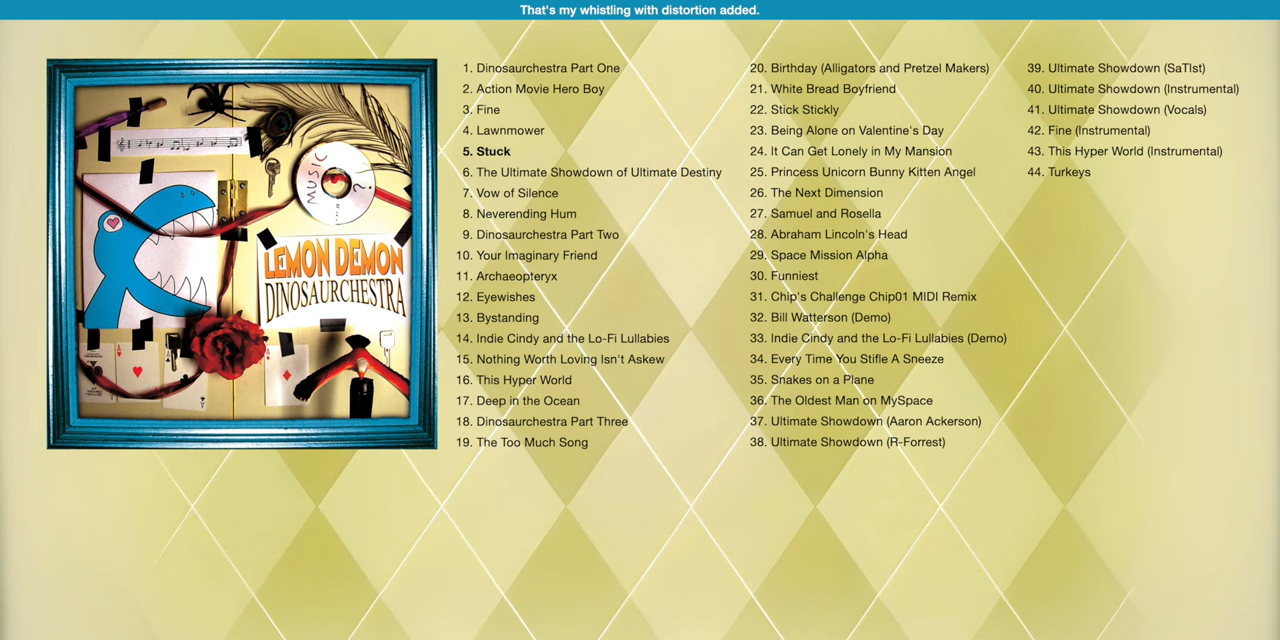 That's my whistling with distortion added.
MUSIC
LEMON DEMON
DINOSAURCHESTRA
1. Dinosaurchestra Part One
2. Action Movie Hero Boy
3. Fine
4. Lawnmower
5. Stuck
6. The Ultimate Showdown of Ultimate Destiny
7. Vow of Silence
8. Neverending Hum
9. Dinosaurchestra Part Two
10. Your Imaginary Friend
11. Archaeopteryx
12. Eyewishes
13. Bystanding
14. Indie Cindy and the Lo-Fi Lullabies
15. Nothing Worth Loving Isn't Askew
16. This Hyper World
17. Deep in the Ocean
18. Dinosaurchestra Part Three
19. The Too Much Song
20. Birthday (Alligators and Pretzel Makers)
21. White Bread Boyfriend
22. Stick Stickly
23. Being Alone on Valentine's Day
24. It Can Get Lonely in My Mansion
25. Princess Unicorn Bunny Kitten Angel
26. The Next Dimension
27. Samuel and Rosella
28. Abraham Lincoln's Head
29. Space Mission Alpha
30. Funniest
31. Chip's Challenge Chip01 MIDI Remix
32. Bill Watterson (Demo)
33. Indie Cindy and the Lo-Fi Lullabies (Demo)
34. Every Time You Stifle A Sneeze
35. Snakes on a Plane
36. The Oldest Man on MySpace
37. Ultimate Showdown (Aaron Ackerson)
38. Ultimate Showdown (R-Forrest)
39. Ultimate Showdown (SaTIst)
40. Ultimate Showdown (Instrumental)
41. Ultimate Showdown (Vocals)
42. Fine (Instrumental)
43. This Hyper World (Instrumental)
44. Turkeys